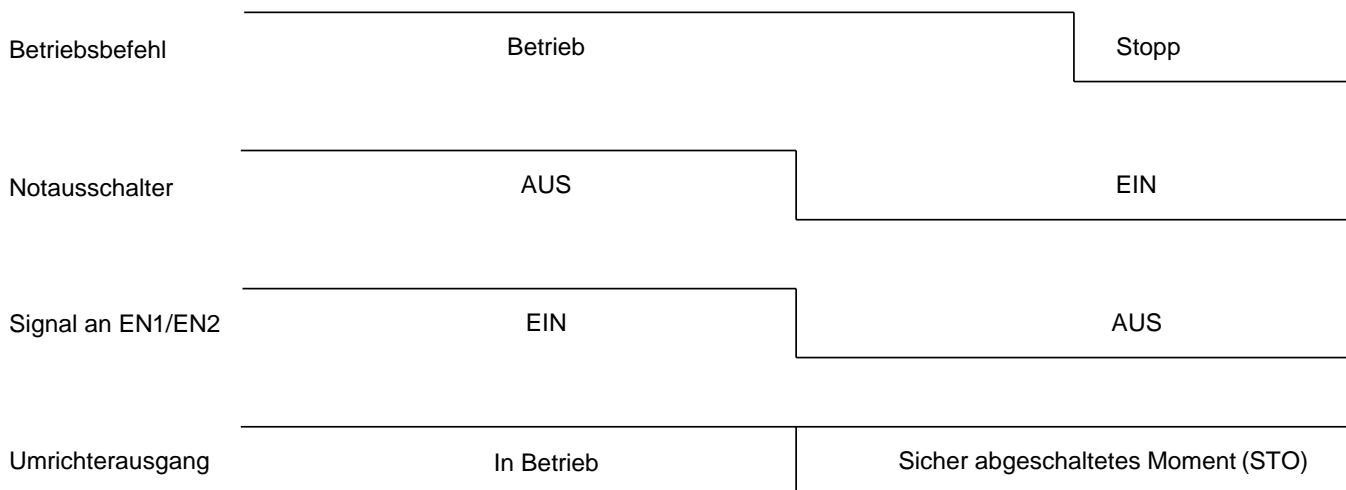 Betriebsbefehl Betrieb Stopp
Notausschalter AUS EIN
Signal an EN1/EN2 EIN AUS
Umrichterausgang In Betrieb Sicher abgeschaltetes Moment (STO)